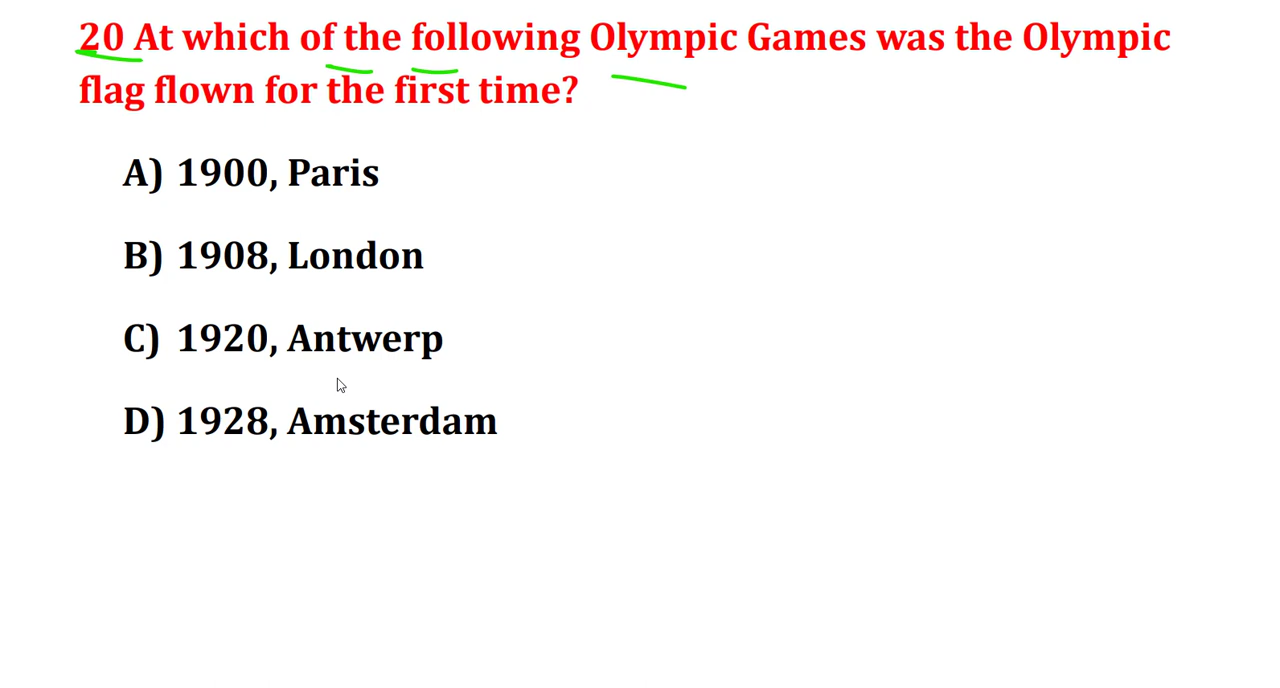 20 At which of the following Olympic Games was the Olympic
flag flown for the first time?
A) 1900, Paris
B) 1908, London
C) 1920, Antwerp
D) 1928, Amsterdam